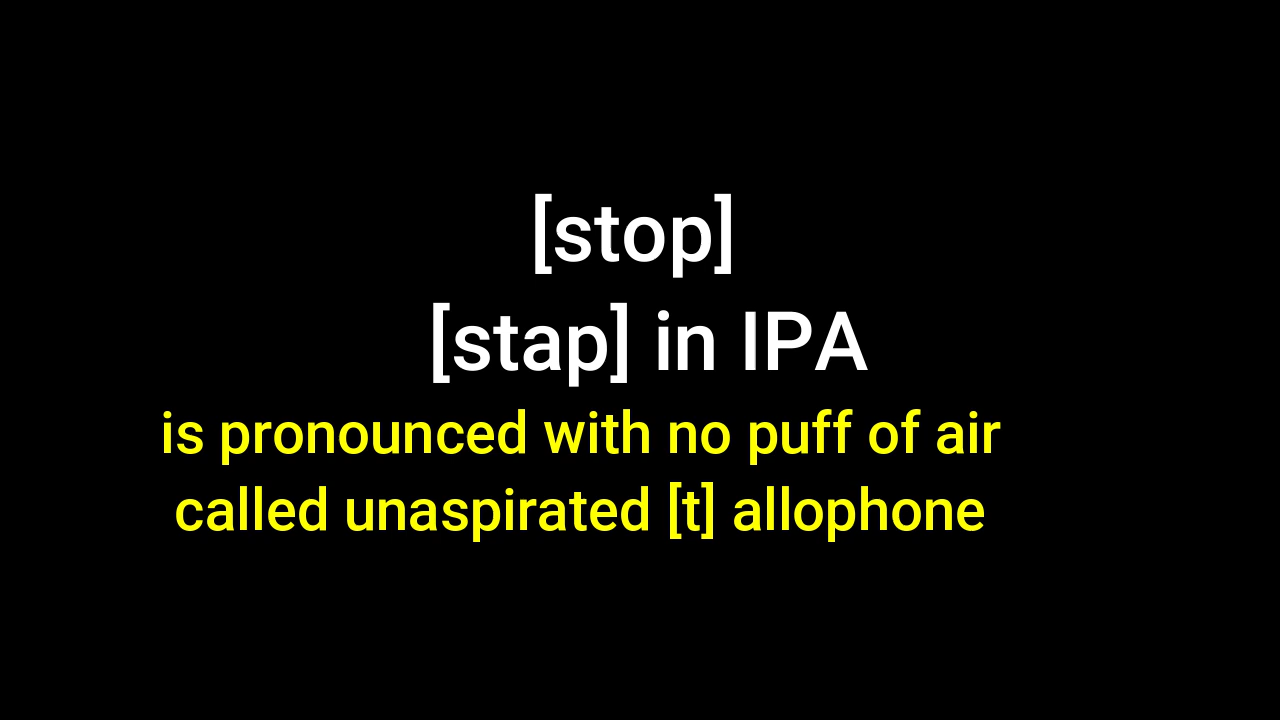 [stop]
[stap] in IPA
is pronounced with no puff of air
called unaspirated [t] allophone